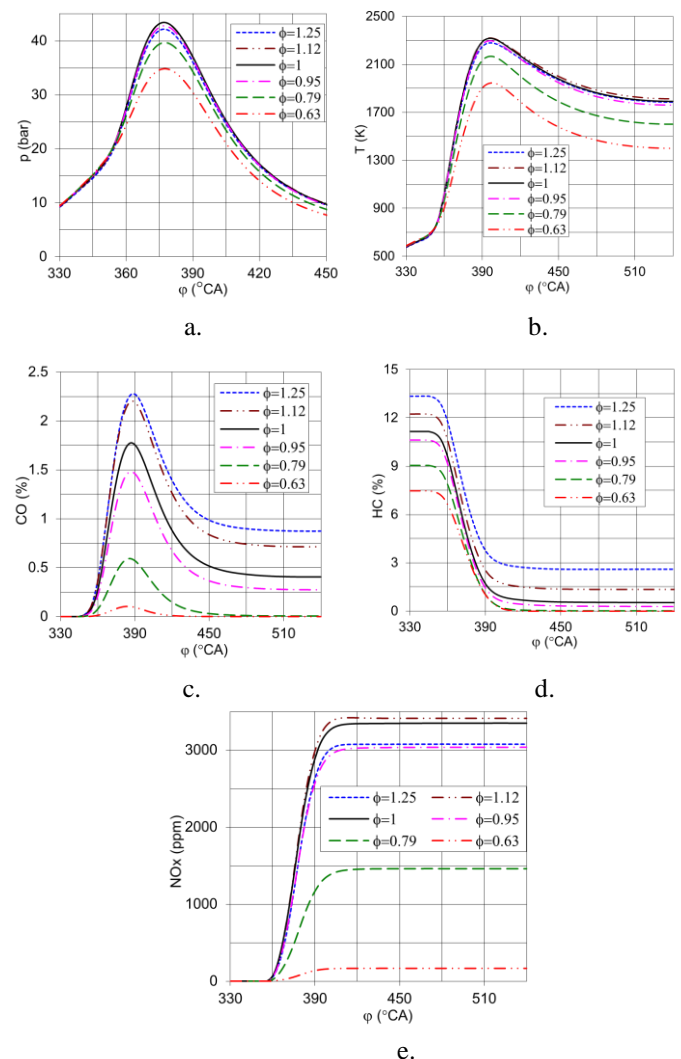 p (bar)
40
30
20
10
0
330 360 390 420 450
φ (°CA)
ϕ=1.25
ϕ=1.12
ϕ=1
ϕ=0.95
ϕ=0.79
ϕ=0.63
a.
T (K)
2500
2100
1700
1300
900
500
330 390 450 510
φ (°CA)
ϕ=1.25
ϕ=1.12
ϕ=1
ϕ=0.95
ϕ=0.79
ϕ=0.63
b.
CO (%)
2.5
2
1.5
1
0.5
0
330 390 450 510
φ (°CA)
ϕ=1.25
ϕ=1.12
ϕ=1
ϕ=0.95
ϕ=0.79
ϕ=0.63
c.
HC (%)
15
12
9
6
3
0
330 390 450 510
φ (°CA)
ϕ=1.25
ϕ=1.12
ϕ=1
ϕ=0.95
ϕ=0.79
ϕ=0.63
d.
NOx (ppm)
3000
2000
1000
0
330 390 450 510
φ (°CA)
ϕ=1.25 ϕ=1.12
ϕ=1 ϕ=0.95
ϕ=0.79 ϕ=0.63
e.